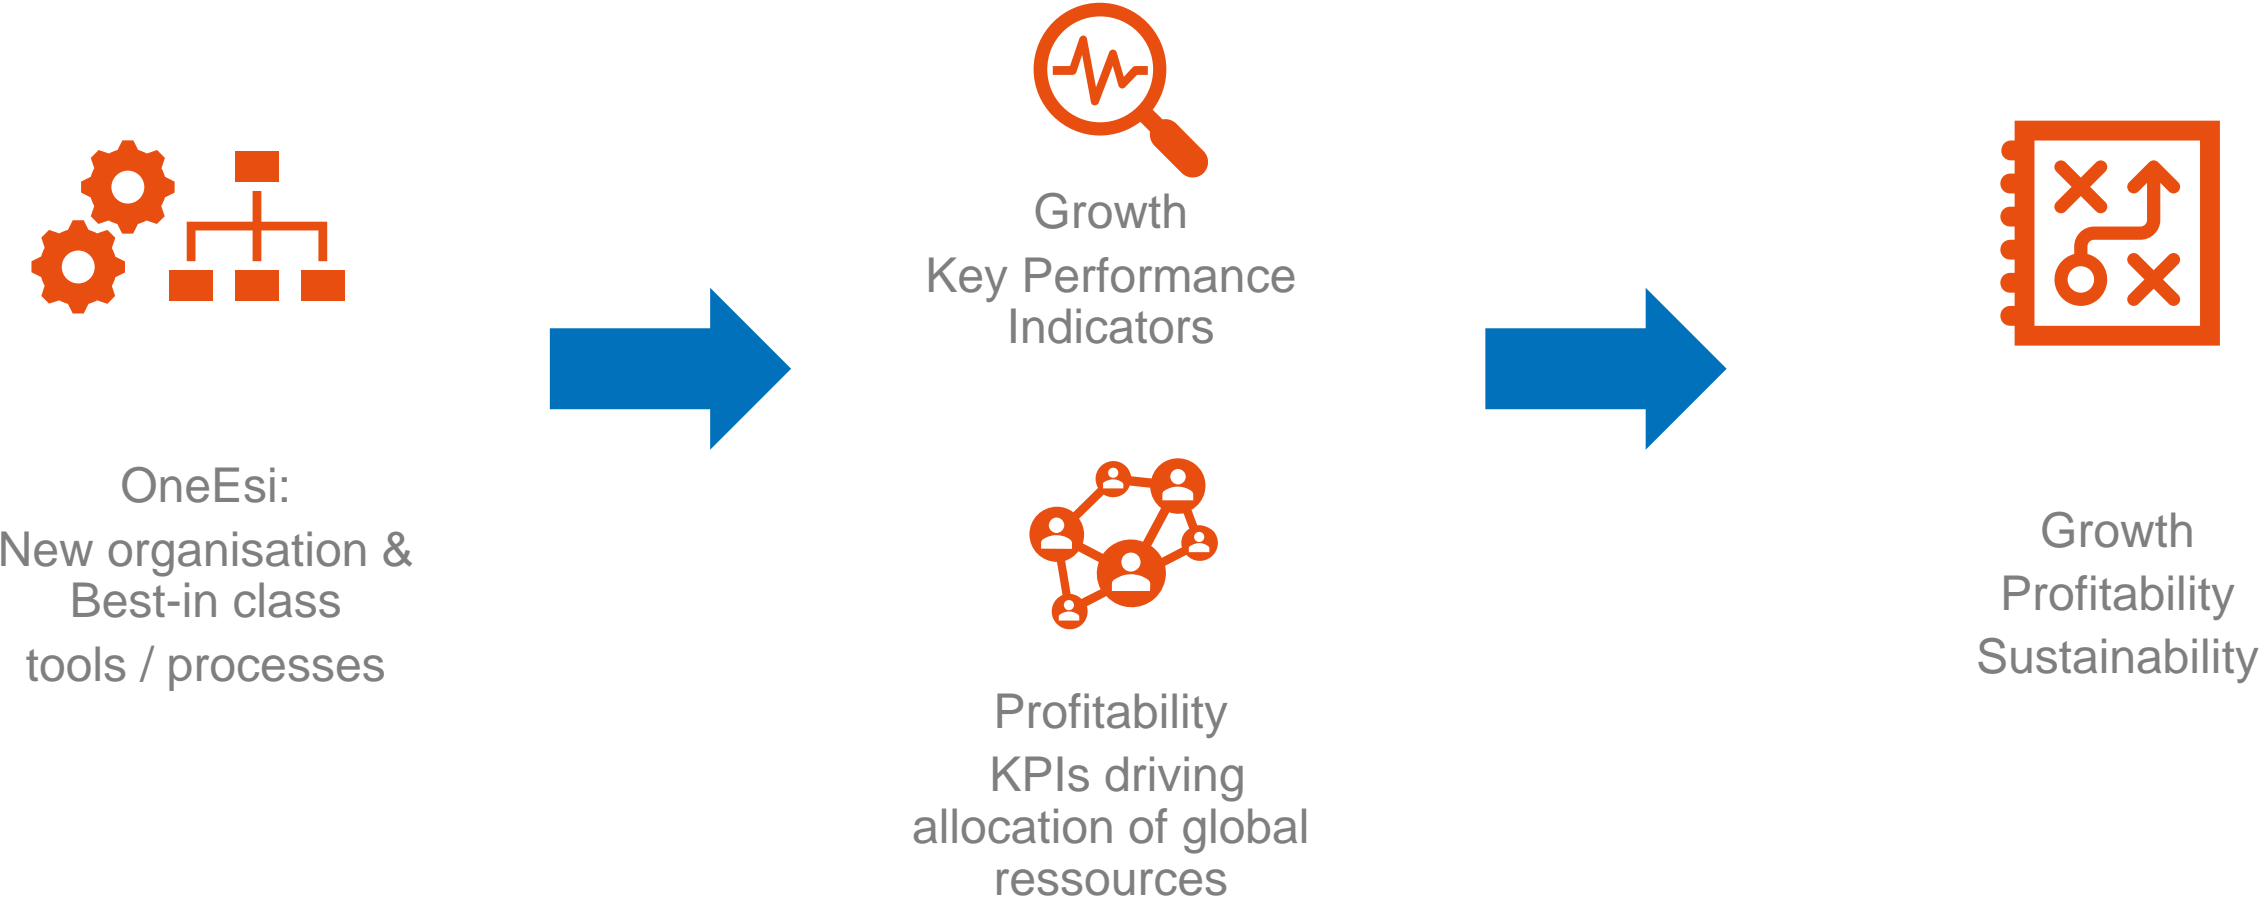 OneEsi:
New organisation &
Best-in class
tools / processes
Growth
Key Performance
Indicators
Profitability
KPIs driving
allocation of global
ressources
Growth
Profitability
Sustainability